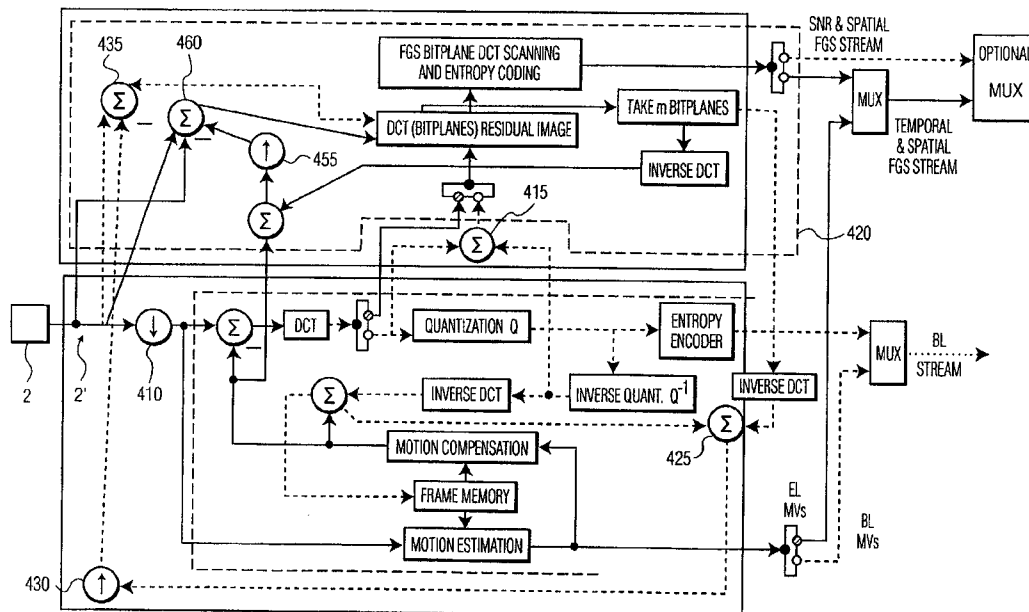 435
460
FGS BITPLANE DCT SCANNING
AND ENTROPY CODING
SNR & SPATIAL
FGS STREAM
OPTIONAL
MUX
Σ
Σ
DCT (BITPLANES) RESIDUAL IMAGE
TAKE m BITPLANES
MUX
TEMPORAL
& SPATIAL
FGS STREAM
↑
455
INVERSE DCT
Σ
415
Σ
420
2
2'
↓
410
Σ
DCT
QUANTIZATION Q
ENTROPY
ENCODER
MUX
BL
STREAM
Σ
INVERSE DCT
INVERSE QUANT. Q⁻¹
INVERSE DCT
Σ
425
MOTION COMPENSATION
FRAME MEMORY
MOTION ESTIMATION
EL
MVs
BL
MVs
430
↑